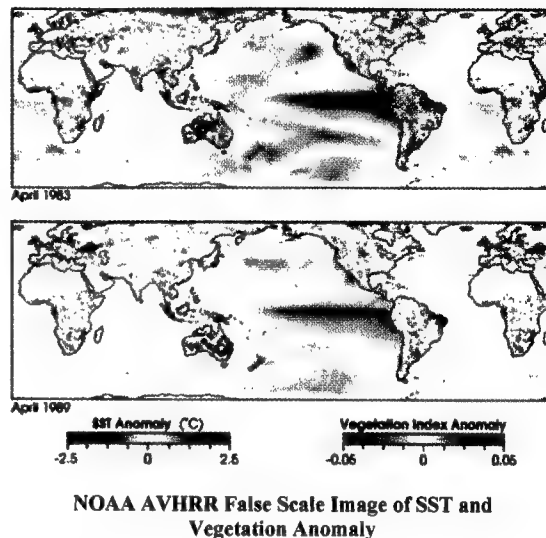 April 1983
April 1989
SST Anomaly (°C)
-2.5 0 2.5
Vegetation Index Anomaly
-0.05 0 0.05
NOAA AVHRR False Scale Image of SST and
Vegetation Anomaly